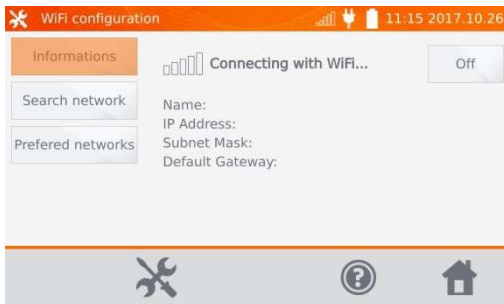 WiFi configuration
11:15 2017.10.26
Informations
Connecting with WiFi...
Off
Search network
Name:
IP Address:
Prefered networks
Subnet Mask:
Default Gateway: